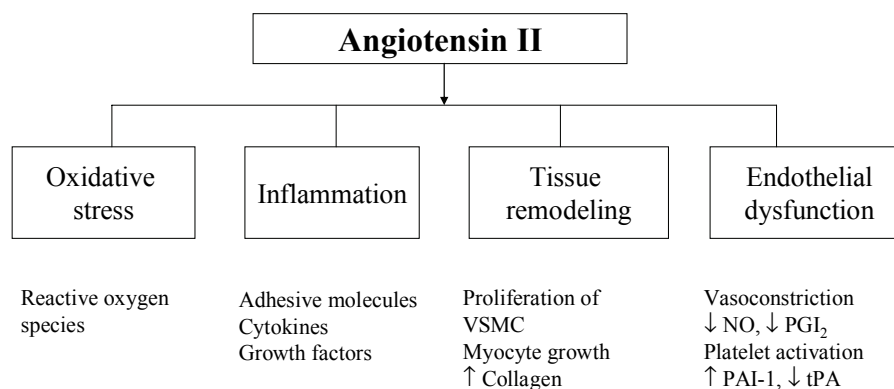 Angiotensin II
Oxidative
stress
Inflammation
Tissue
remodeling
Endothelial
dysfunction
Reactive oxygen
species
Adhesive molecules
Cytokines
Growth factors
Proliferation of
VSMC
Myocyte growth
↑ Collagen
Vasoconstriction
↓ NO, ↓ PGI₂
Platelet activation
↑ PAI-1, ↓ tPA